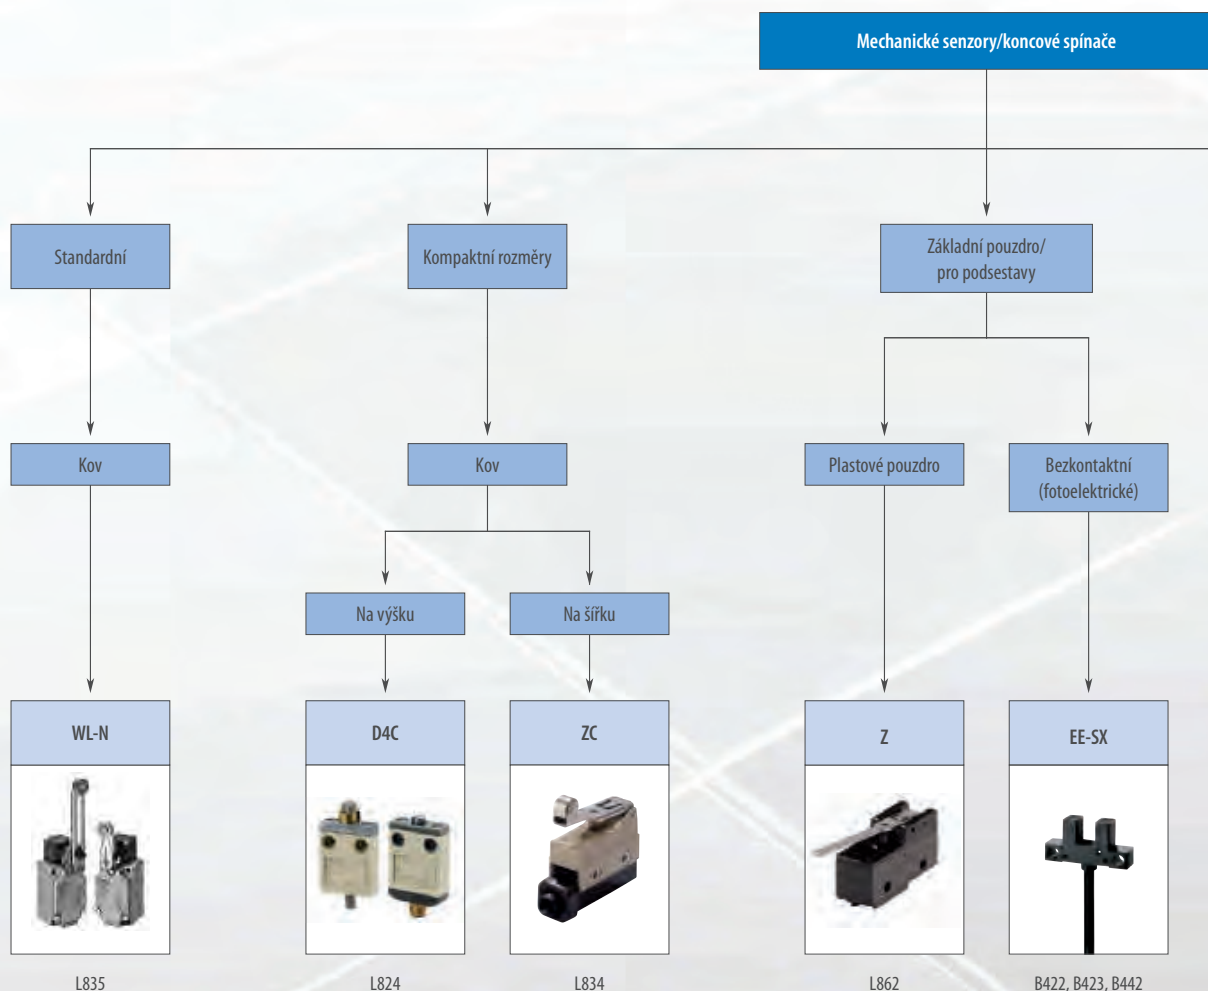 Mechanické senzory/koncové spínače
Standardní
Kompaktní rozměry
Základní pouzdro/
pro podsestavy
Kov
Kov
Plastové pouzdro
Bezkontaktní
(fotoelektrické)
Na výšku
Na šířku
WL-N
D4C
ZC
Z
EE-SX
L835
L824
L834
L862
B422, B423, B442